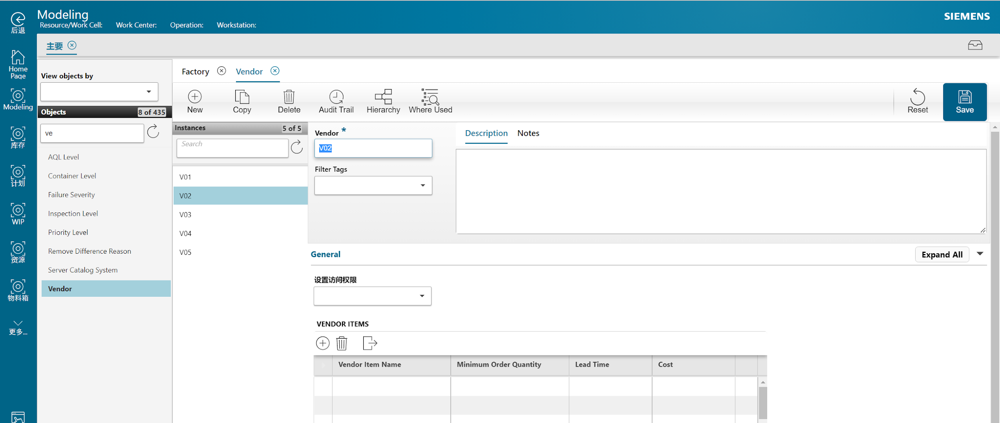 Modeling
Resource/Work Cell: Work Center: Operation: Workstation:
SIEMENS
后退
Home
Page
Modeling
库存
计划
WIP
资源
物料箱
更多...
主要
View objects by
Objects 8 of 435
ve
AQL Level
Container Level
Failure Severity
Inspection Level
Priority Level
Remove Difference Reason
Server Catalog System
Vendor
Factory Vendor
New Copy Delete Audit Trail Hierarchy Where Used Reset Save
Instances 5 of 5
Search
V01
V02
V03
V04
V05
Vendor *
V02
Filter Tags
Description Notes
General Expand All
设置访问权限
VENDOR ITEMS
Vendor Item Name Minimum Order Quantity Lead Time Cost